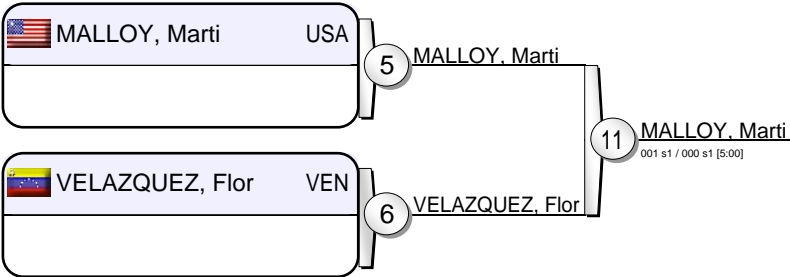 MALLOY, Marti USA
5
MALLOY, Marti
11
MALLOY, Marti
001 s1 / 000 s1 [5:00]
VELAZQUEZ, Flor VEN
6
VELAZQUEZ, Flor